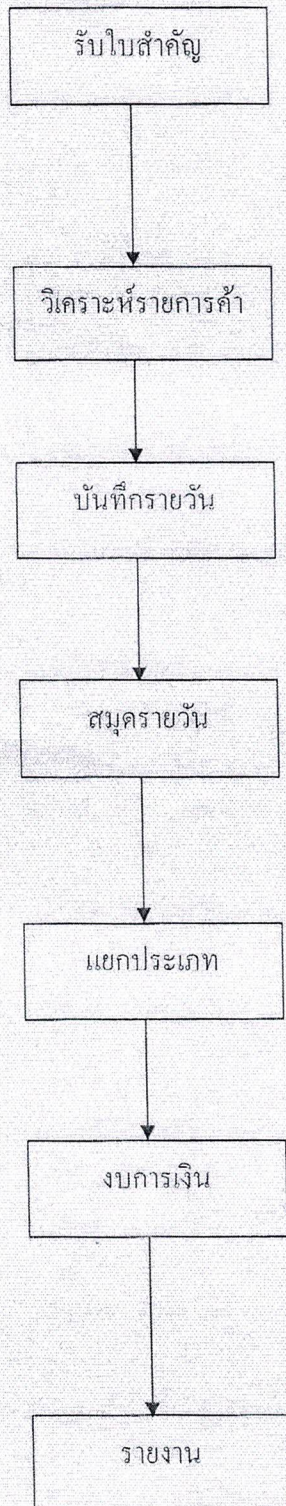 รับใบสำคัญ
วิเคราะห์รายการค้า
บันทึกรายวัน
สมุดรายวัน
แยกประเภท
งบการเงิน
รายงาน